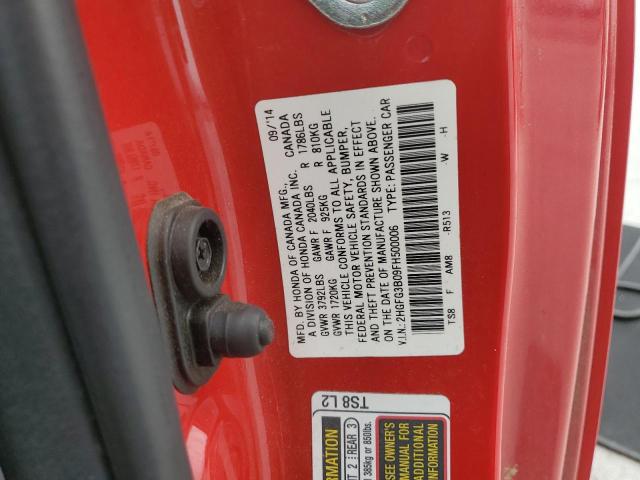 MFD. BY HONDA OF CANADA MFG., 09/'14
A DIVISION OF HONDA CANADA INC. CANADA
GVWR 3792LBS GAWR F 2040LBS R 1786LBS
GVWR 1720KG GAWR F 925KG R 810KG
THIS VEHICLE CONFORMS TO ALL APPLICABLE
FEDERAL MOTOR VEHICLE SAFETY, BUMPER,
AND THEFT PREVENTION STANDARDS IN EFFECT
ON THE DATE OF MANUFACTURE SHOWN ABOVE.
V.I.N.: 2HGFG3B09FH500006 TYPE: PASSENGER CAR
TS8 F AM8 -R513 -W -H
TS8 L2
REAR 3
385kg or 850lbs.
SEE OWNER'S
MANUAL FOR
ADDITIONAL
INFORMATION